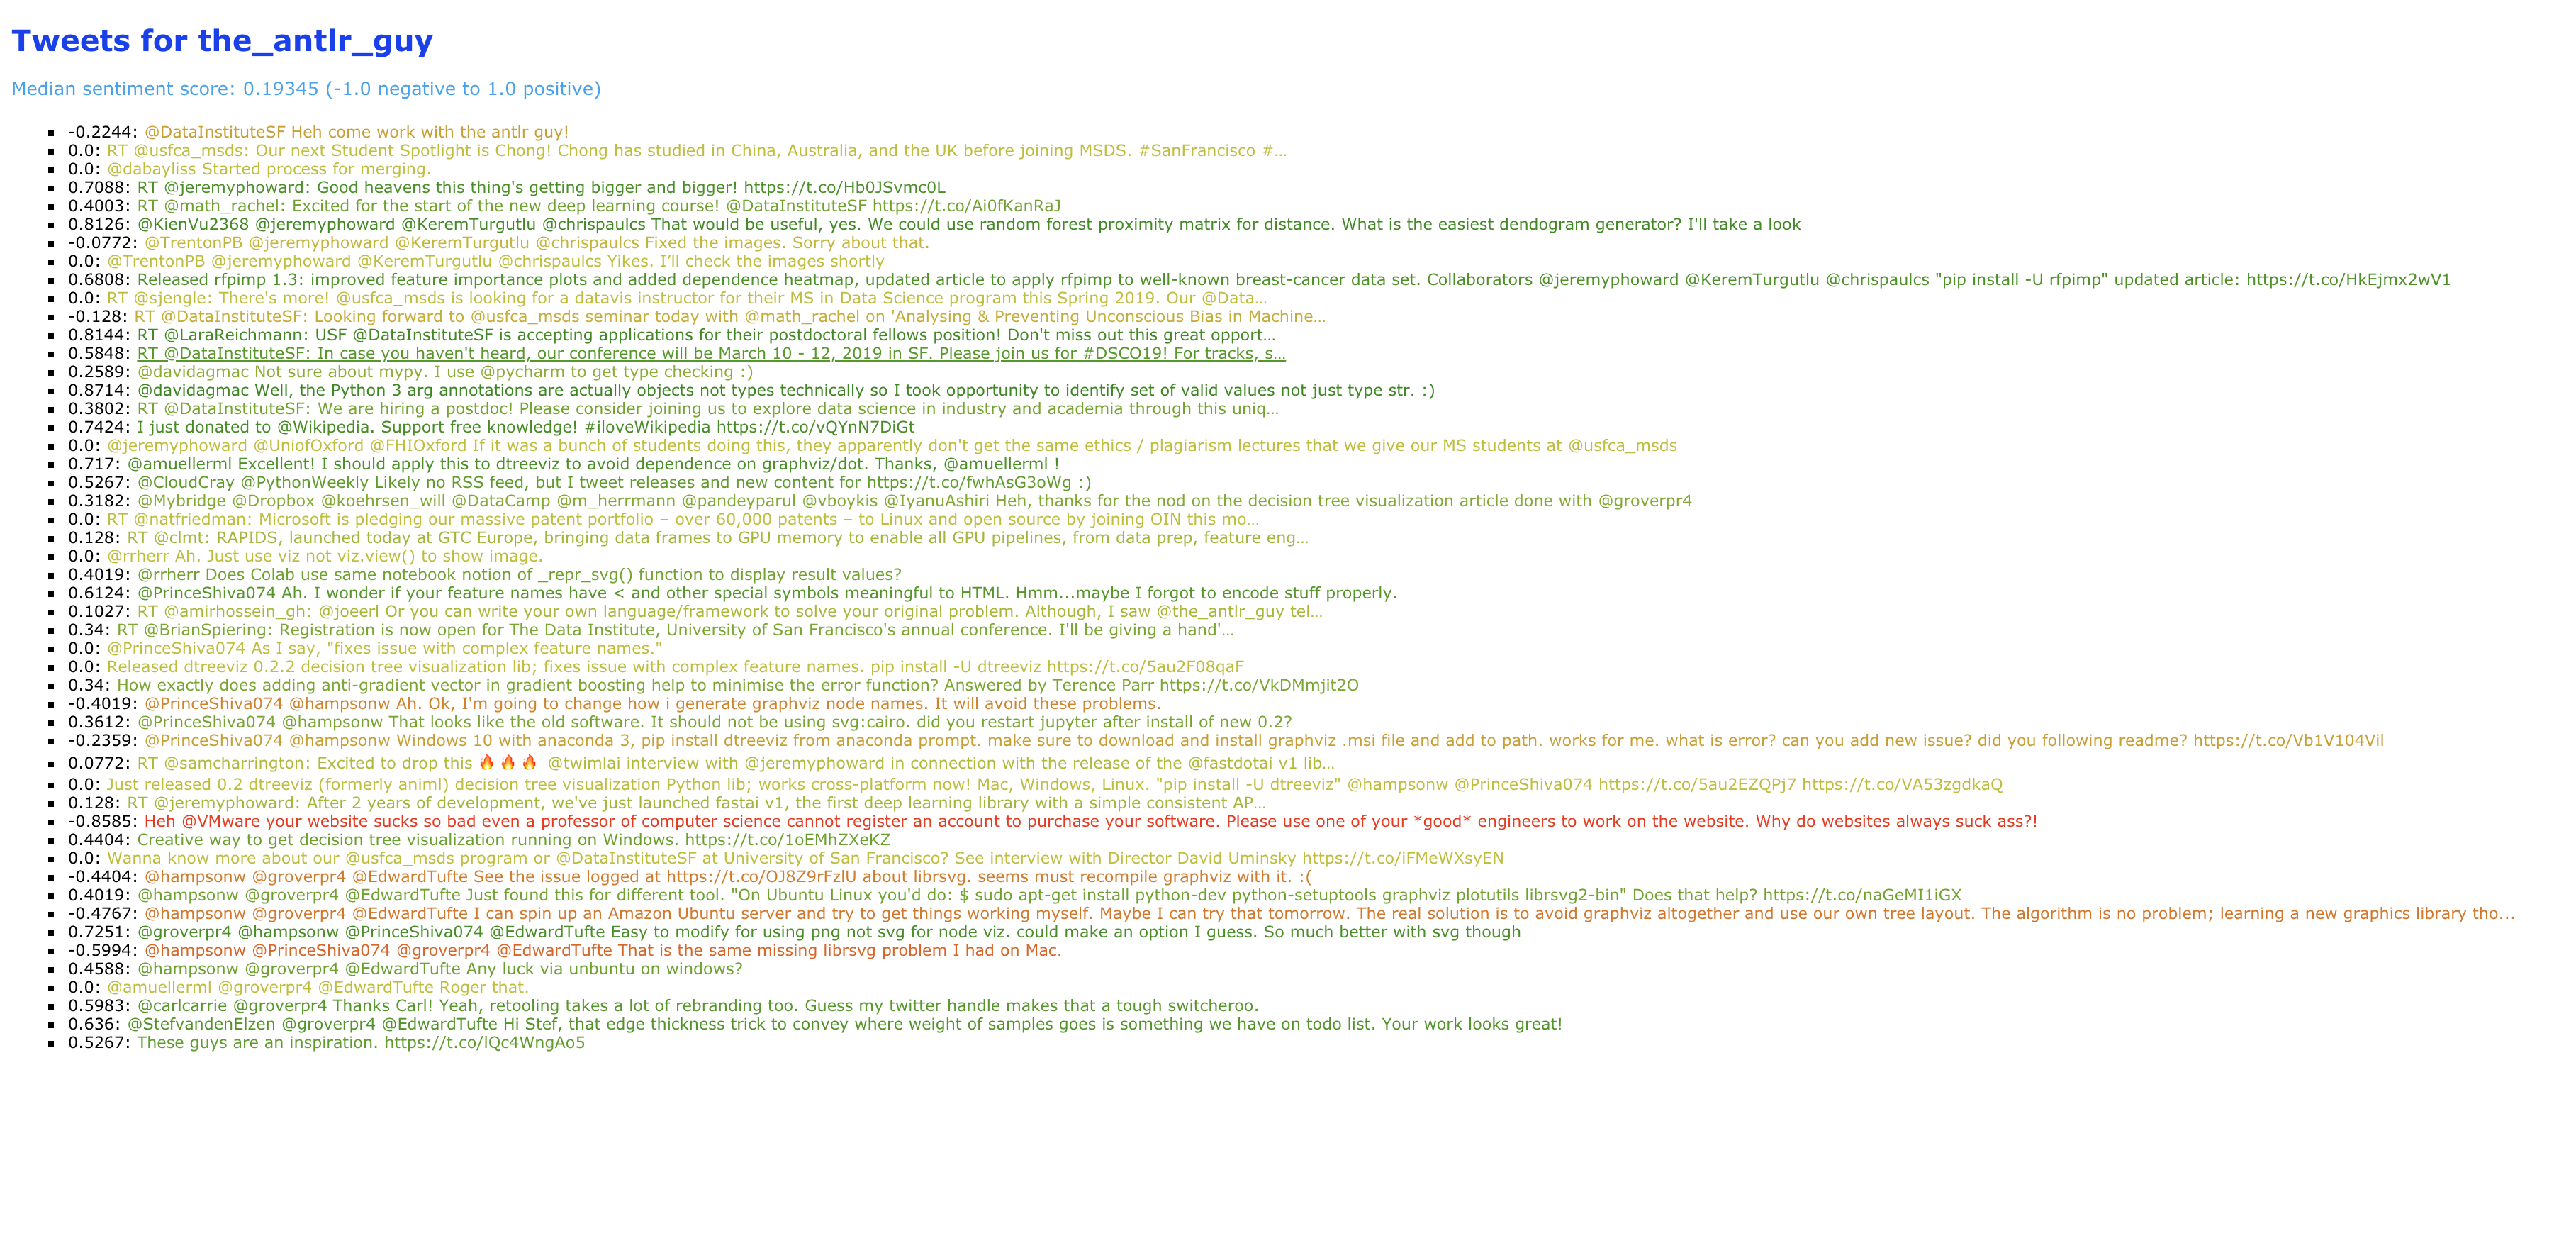 Tweets for the_antlr_guy
Median sentiment score: 0.19345 (-1.0 negative to 1.0 positive)
-0.2244: @DataInstituteSF Heh come work with the antlr guy!
0.0: RT @usfca_msds: Our next Student Spotlight is Chong! Chong has studied in China, Australia, and the UK before joining MSDS. #SanFrancisco #…
0.0: @dabayliss Started process for merging.
0.7088: RT @jeremyphoward: Good heavens this thing's getting bigger and bigger! https://t.co/Hb0JSvmc0L
0.4003: RT @math_rachel: Excited for the start of the new deep learning course! @DataInstituteSF https://t.co/Ai0fKanRaJ
0.8126: @KienVu2368 @jeremyphoward @KeremTurgutlu @chrispaulcs That would be useful, yes. We could use random forest proximity matrix for distance. What is the easiest dendogram generator? I'll take a look
-0.0772: @TrentonPB @jeremyphoward @KeremTurgutlu @chrispaulcs Fixed the images. Sorry about that.
0.0: @TrentonPB @jeremyphoward @KeremTurgutlu @chrispaulcs Yikes. I’ll check the images shortly
0.6808: Released rfpimp 1.3: improved feature importance plots and added dependence heatmap, updated article to apply rfpimp to well-known breast-cancer data set. Collaborators @jeremyphoward @KeremTurgutlu @chrispaulcs "pip install -U rfpimp" updated article: https://t.co/HkEjmx2wV1
0.0: RT @sjengle: There's more! @usfca_msds is looking for a datavis instructor for their MS in Data Science program this Spring 2019. Our @Data…
-0.128: RT @DataInstituteSF: Looking forward to @usfca_msds seminar today with @math_rachel on 'Analysing & Preventing Unconscious Bias in Machine…
0.8144: RT @LaraReichmann: USF @DataInstituteSF is accepting applications for their postdoctoral fellows position! Don't miss out this great opport…
0.5848: RT @DataInstituteSF: In case you haven't heard, our conference will be March 10 - 12, 2019 in SF. Please join us for #DSCO19! For tracks, s…
0.2589: @davidagmac Not sure about mypy. I use @pycharm to get type checking :)
0.8714: @davidagmac Well, the Python 3 arg annotations are actually objects not types technically so I took opportunity to identify set of valid values not just type str. :)
0.3802: RT @DataInstituteSF: We are hiring a postdoc! Please consider joining us to explore data science in industry and academia through this uniq…
0.7424: I just donated to @Wikipedia. Support free knowledge! #iloveWikipedia https://t.co/vQYnN7DiGt
0.0: @jeremyphoward @UniofOxford @FHIOxford If it was a bunch of students doing this, they apparently don't get the same ethics / plagiarism lectures that we give our MS students at @usfca_msds
0.717: @amuellerml Excellent! I should apply this to dtreeviz to avoid dependence on graphviz/dot. Thanks, @amuellerml !
0.5267: @CloudCray @PythonWeekly Likely no RSS feed, but I tweet releases and new content for https://t.co/fwhAsG3oWg :)
0.3182: @Mybridge @Dropbox @koehrsen_will @DataCamp @m_herrmann @pandeyparul @vboykis @IyanuAshiri Heh, thanks for the nod on the decision tree visualization article done with @groverpr4
0.0: RT @natfriedman: Microsoft is pledging our massive patent portfolio – over 60,000 patents – to Linux and open source by joining OIN this mo…
0.128: RT @clmt: RAPIDS, launched today at GTC Europe, bringing data frames to GPU memory to enable all GPU pipelines, from data prep, feature eng…
0.0: @rrherr Ah. Just use viz not viz.view() to show image.
0.4019: @rrherr Does Colab use same notebook notion of _repr_svg() function to display result values?
0.6124: @PrinceShiva074 Ah. I wonder if your feature names have < and other special symbols meaningful to HTML. Hmm...maybe I forgot to encode stuff properly.
0.1027: RT @amirhossein_gh: @joeerl Or you can write your own language/framework to solve your original problem. Although, I saw @the_antlr_guy tel…
0.34: RT @BrianSpiering: Registration is now open for The Data Institute, University of San Francisco's annual conference. I'll be giving a hand'…
0.0: @PrinceShiva074 As I say, "fixes issue with complex feature names."
0.0: Released dtreeviz 0.2.2 decision tree visualization lib; fixes issue with complex feature names. pip install -U dtreeviz https://t.co/5au2F08qaF
0.34: How exactly does adding anti-gradient vector in gradient boosting help to minimise the error function? Answered by Terence Parr https://t.co/VkDMmjit2O
-0.4019: @PrinceShiva074 @hampsonw Ah. Ok, I'm going to change how i generate graphviz node names. It will avoid these problems.
0.3612: @PrinceShiva074 @hampsonw That looks like the old software. It should not be using svg:cairo. did you restart jupyter after install of new 0.2?
-0.2359: @PrinceShiva074 @hampsonw Windows 10 with anaconda 3, pip install dtreeviz from anaconda prompt. make sure to download and install graphviz .msi file and add to path. works for me. what is error? can you add new issue? did you following readme? https://t.co/Vb1V104Vil
0.0772: RT @samcharrington: Excited to drop this 🔥🔥🔥 @twimlai interview with @jeremyphoward in connection with the release of the @fastdotai v1 lib…
0.0: Just released 0.2 dtreeviz (formerly animl) decision tree visualization Python lib; works cross-platform now! Mac, Windows, Linux. "pip install -U dtreeviz" @hampsonw @PrinceShiva074 https://t.co/5au2EZQPj7 https://t.co/VA53zgdkaQ
0.128: RT @jeremyphoward: After 2 years of development, we've just launched fastai v1, the first deep learning library with a simple consistent AP…
-0.8585: Heh @VMware your website sucks so bad even a professor of computer science cannot register an account to purchase your software. Please use one of your *good* engineers to work on the website. Why do websites always suck ass?!
0.4404: Creative way to get decision tree visualization running on Windows. https://t.co/1oEMhZXeKZ
0.0: Wanna know more about our @usfca_msds program or @DataInstituteSF at University of San Francisco? See interview with Director David Uminsky https://t.co/iFMeWXsyEN
-0.4404: @hampsonw @groverpr4 @EdwardTufte See the issue logged at https://t.co/OJ8Z9rFzlU about librsvg. seems must recompile graphviz with it. :(
0.4019: @hampsonw @groverpr4 @EdwardTufte Just found this for different tool. "On Ubuntu Linux you'd do: $ sudo apt-get install python-dev python-setuptools graphviz plotutils librsvg2-bin" Does that help? https://t.co/naGeMI1iGX
-0.4767: @hampsonw @groverpr4 @EdwardTufte I can spin up an Amazon Ubuntu server and try to get things working myself. Maybe I can try that tomorrow. The real solution is to avoid graphviz altogether and use our own tree layout. The algorithm is no problem; learning a new graphics library tho…
0.7251: @groverpr4 @hampsonw @PrinceShiva074 @EdwardTufte Easy to modify for using png not svg for node viz. could make an option I guess. So much better with svg though
-0.5994: @hampsonw @PrinceShiva074 @groverpr4 @EdwardTufte That is the same missing librsvg problem I had on Mac.
0.4588: @hampsonw @groverpr4 @EdwardTufte Any luck via unbuntu on windows?
0.0: @amuellerml @groverpr4 @EdwardTufte Roger that.
0.5983: @carlcarrie @groverpr4 Thanks Carl! Yeah, retooling takes a lot of rebranding too. Guess my twitter handle makes that a tough switcheroo.
0.636: @StefvandenElzen @groverpr4 @EdwardTufte Hi Stef, that edge thickness trick to convey where weight of samples goes is something we have on todo list. Your work looks great!
0.5267: These guys are an inspiration. https://t.co/lQc4WngAo5